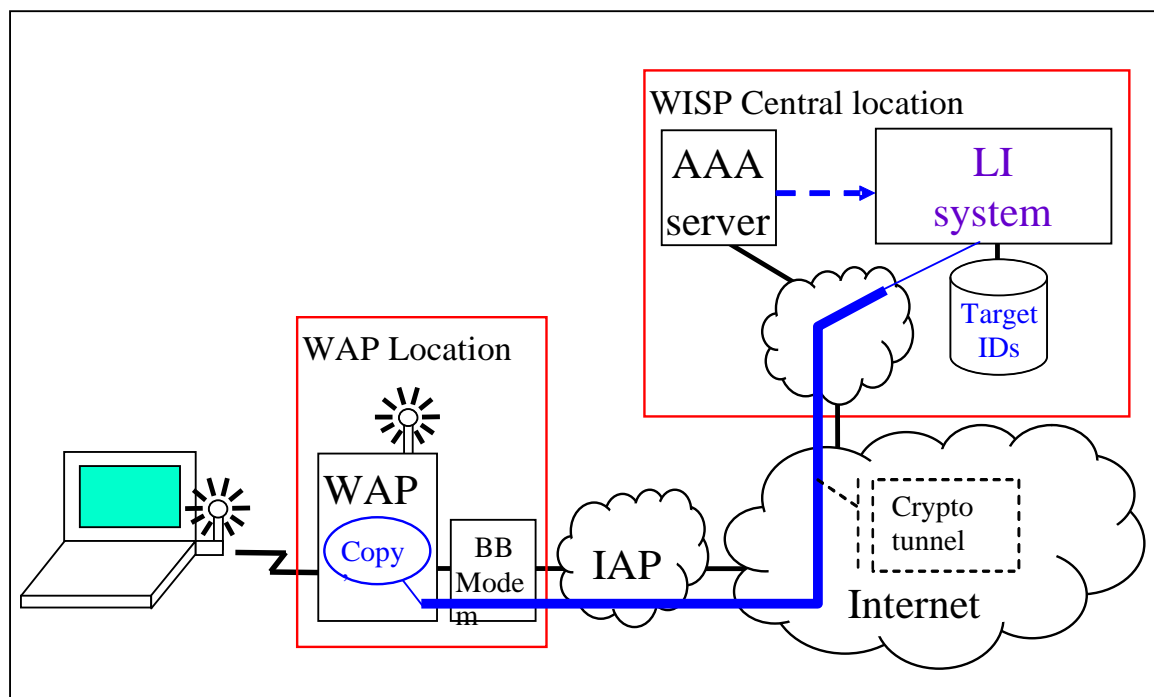 WISP Central location
AAA
server
LI
system
Target
IDs
WAP Location
WAP
Copy
,
BB
Mode
m
IAP
Crypto
tunnel
Internet